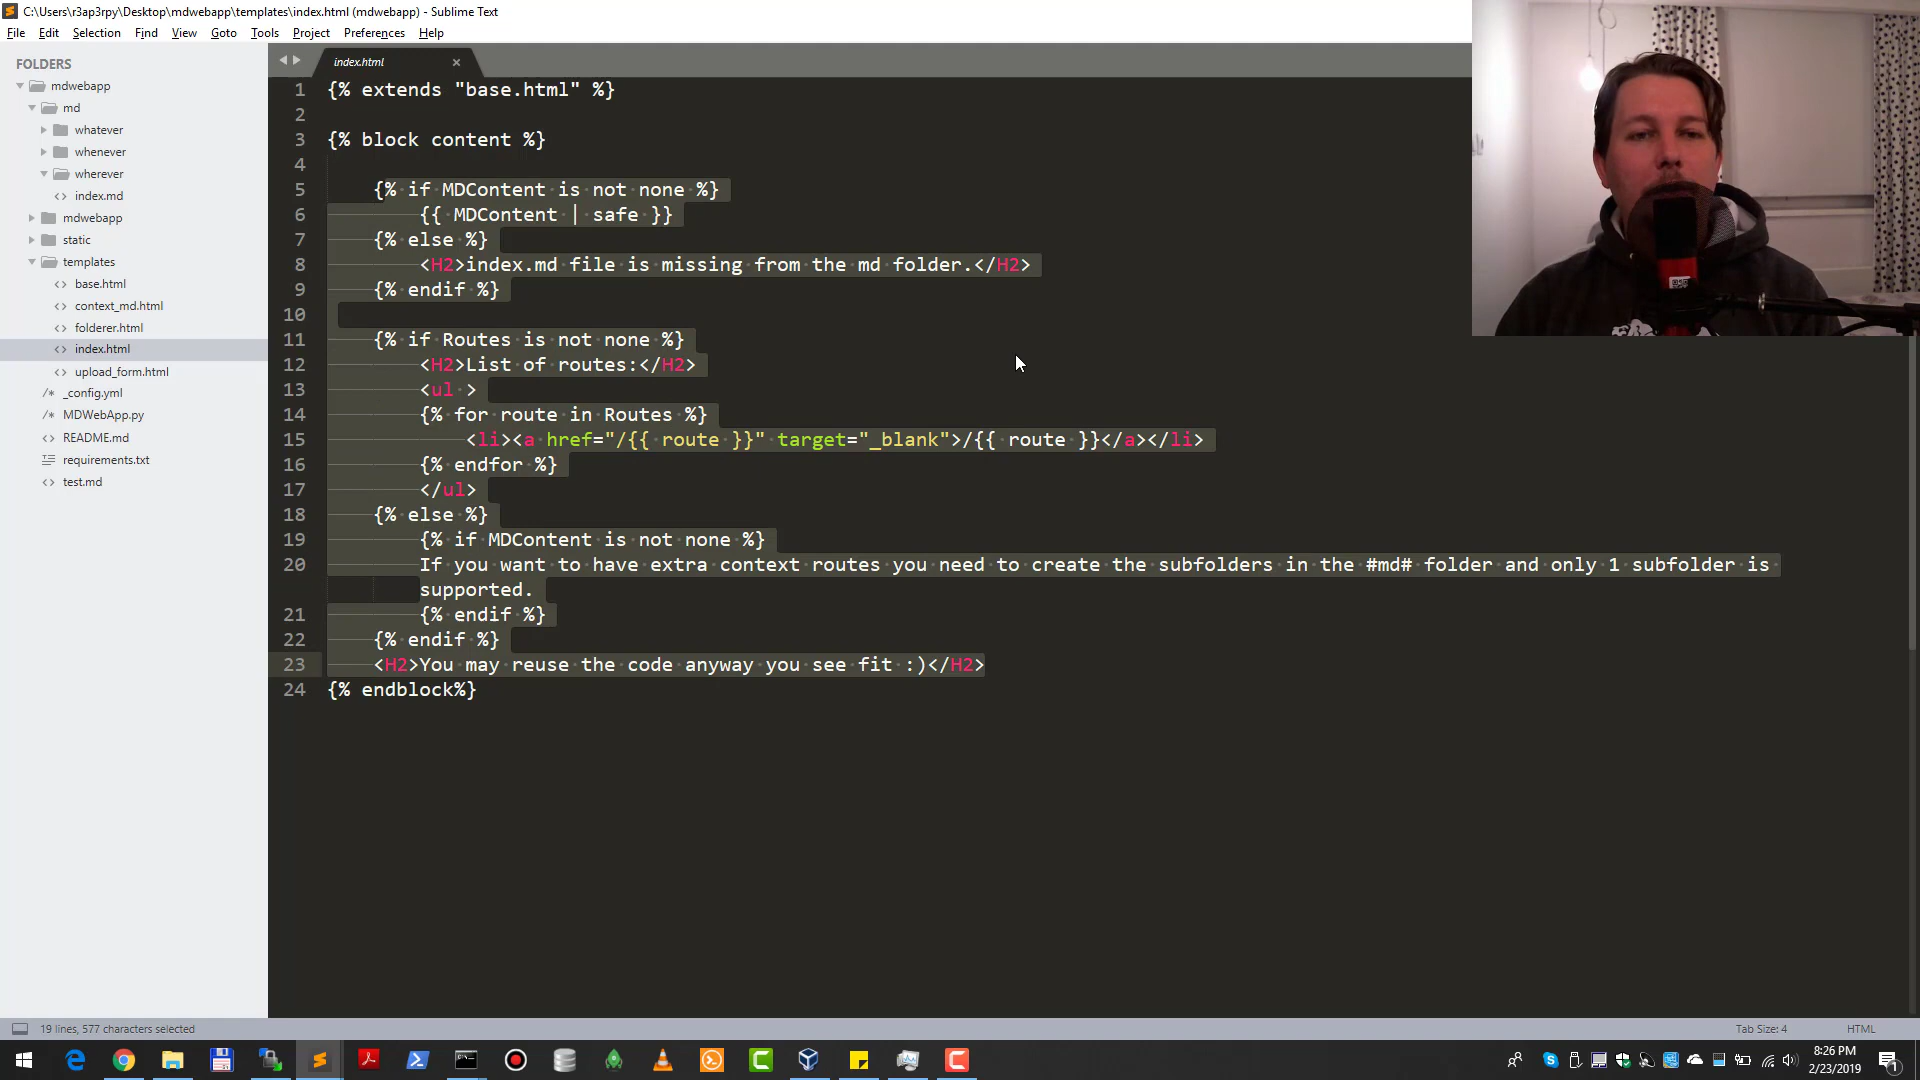 C:\Users\r3ap3rpy\Desktop\mdwebapp\templates\index.html (mdwebapp) - Sublime Text
File Edit Selection Find View Goto Tools Project Preferences Help
FOLDERS
mdwebapp
md
whatever
whenever
wherever
index.md
mdwebapp
static
templates
base.html
context_md.html
folderer.html
index.html
upload_form.html
_config.yml
MDWebApp.py
README.md
requirements.txt
test.md
index.html
1 {% extends "base.html" %}
2
3 {% block content %}
4
5 {% if MDContent is not none %}
6 {{ MDContent | safe }}
7 {% else %}
8 <H2>index.md file is missing from the md folder.</H2>
9 {% endif %}
10
11 {% if Routes is not none %}
12 <H2>List of routes:</H2>
13 <ul >
14 {% for route in Routes %}
15 <li><a href="/{{ route }}" target="_blank">/{{ route }}</a></li>
16 {% endfor %}
17 </ul>
18 {% else %}
19 {% if MDContent is not none %}
20 If you want to have extra context routes you need to create the subfolders in the #md# folder and only 1 subfolder is
supported.
21 {% endif %}
22 {% endif %}
23 <H2>You may reuse the code anyway you see fit :)</H2>
24 {% endblock%}
19 lines, 577 characters selected
Tab Size: 4
HTML
8:26 PM
2/23/2019
1